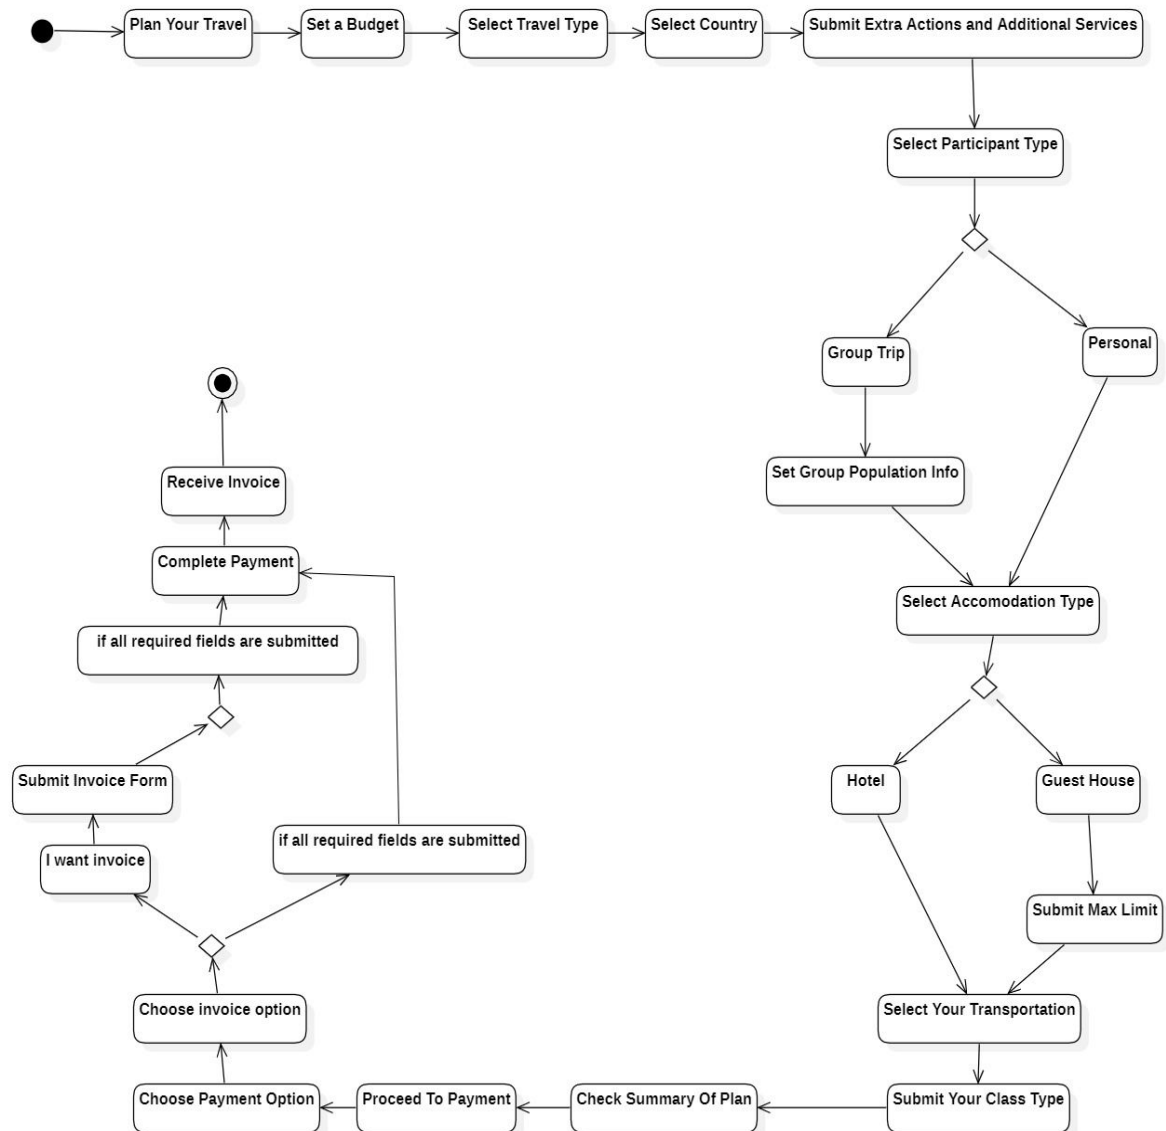 Plan Your Travel
Set a Budget
Select Travel Type
Select Country
Submit Extra Actions and Additional Services
Select Participant Type
Group Trip
Personal
Set Group Population Info
Select Accomodation Type
Hotel
Guest House
Submit Max Limit
Select Your Transportation
Submit Your Class Type
Check Summary Of Plan
Proceed To Payment
Choose Payment Option
Choose invoice option
I want invoice
if all required fields are submitted
Submit Invoice Form
if all required fields are submitted
Complete Payment
Receive Invoice